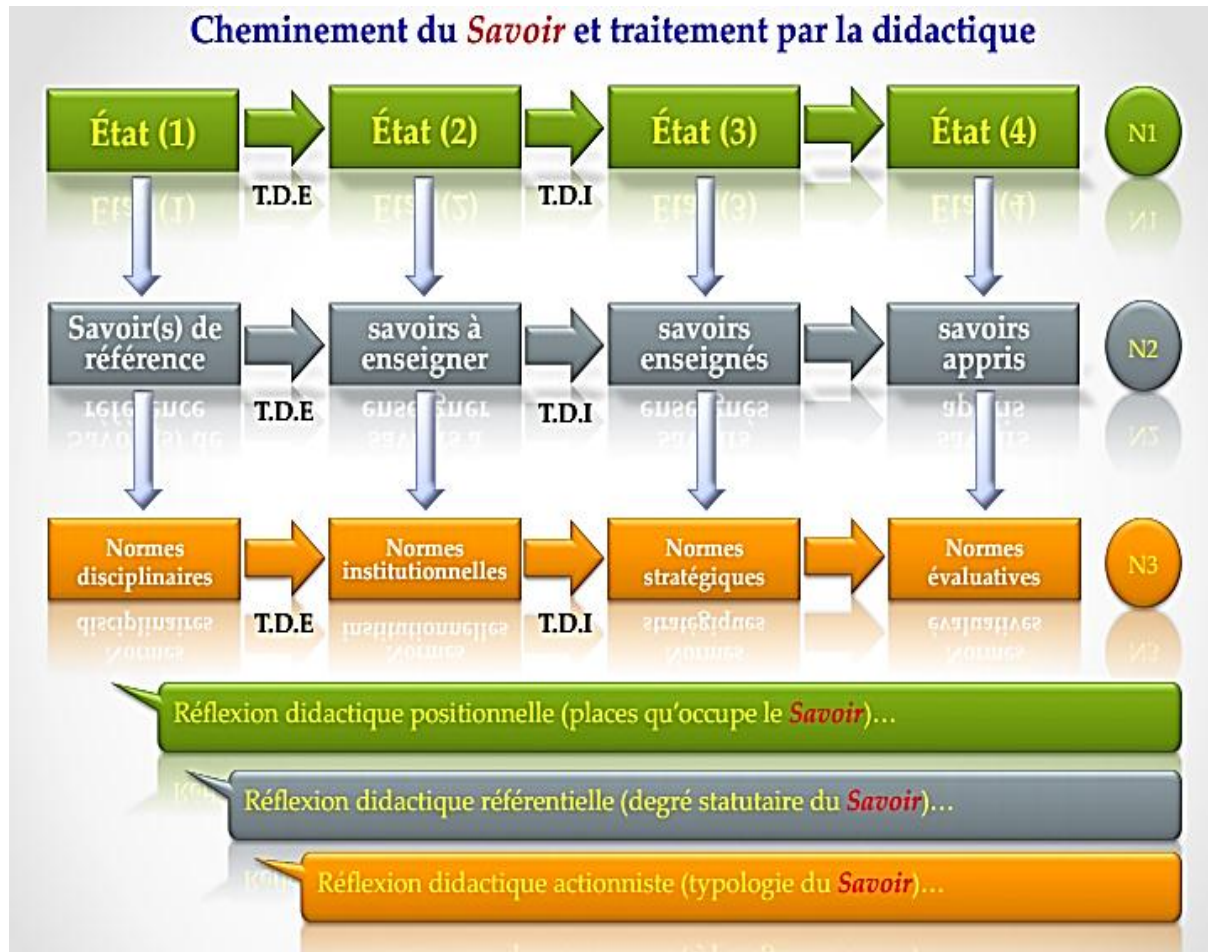 Cheminement du Savoir et traitement par la didactique
État (1)
T.D.E
État (2)
T.D.I
État (3)
État (4)
N1
Savoir(s) de
référence
T.D.E
savoirs à
enseigner
T.D.I
savoirs
enseignés
savoirs
appris
N2
Normes
disciplinaires
T.D.E
Normes
institutionnelles
T.D.I
Normes
stratégiques
Normes
évaluatives
N3
Réflexion didactique positionnelle (places qu'occupe le Savoir)...
Réflexion didactique référentielle (degré statutaire du Savoir)...
Réflexion didactique actionniste (typologie du Savoir)...